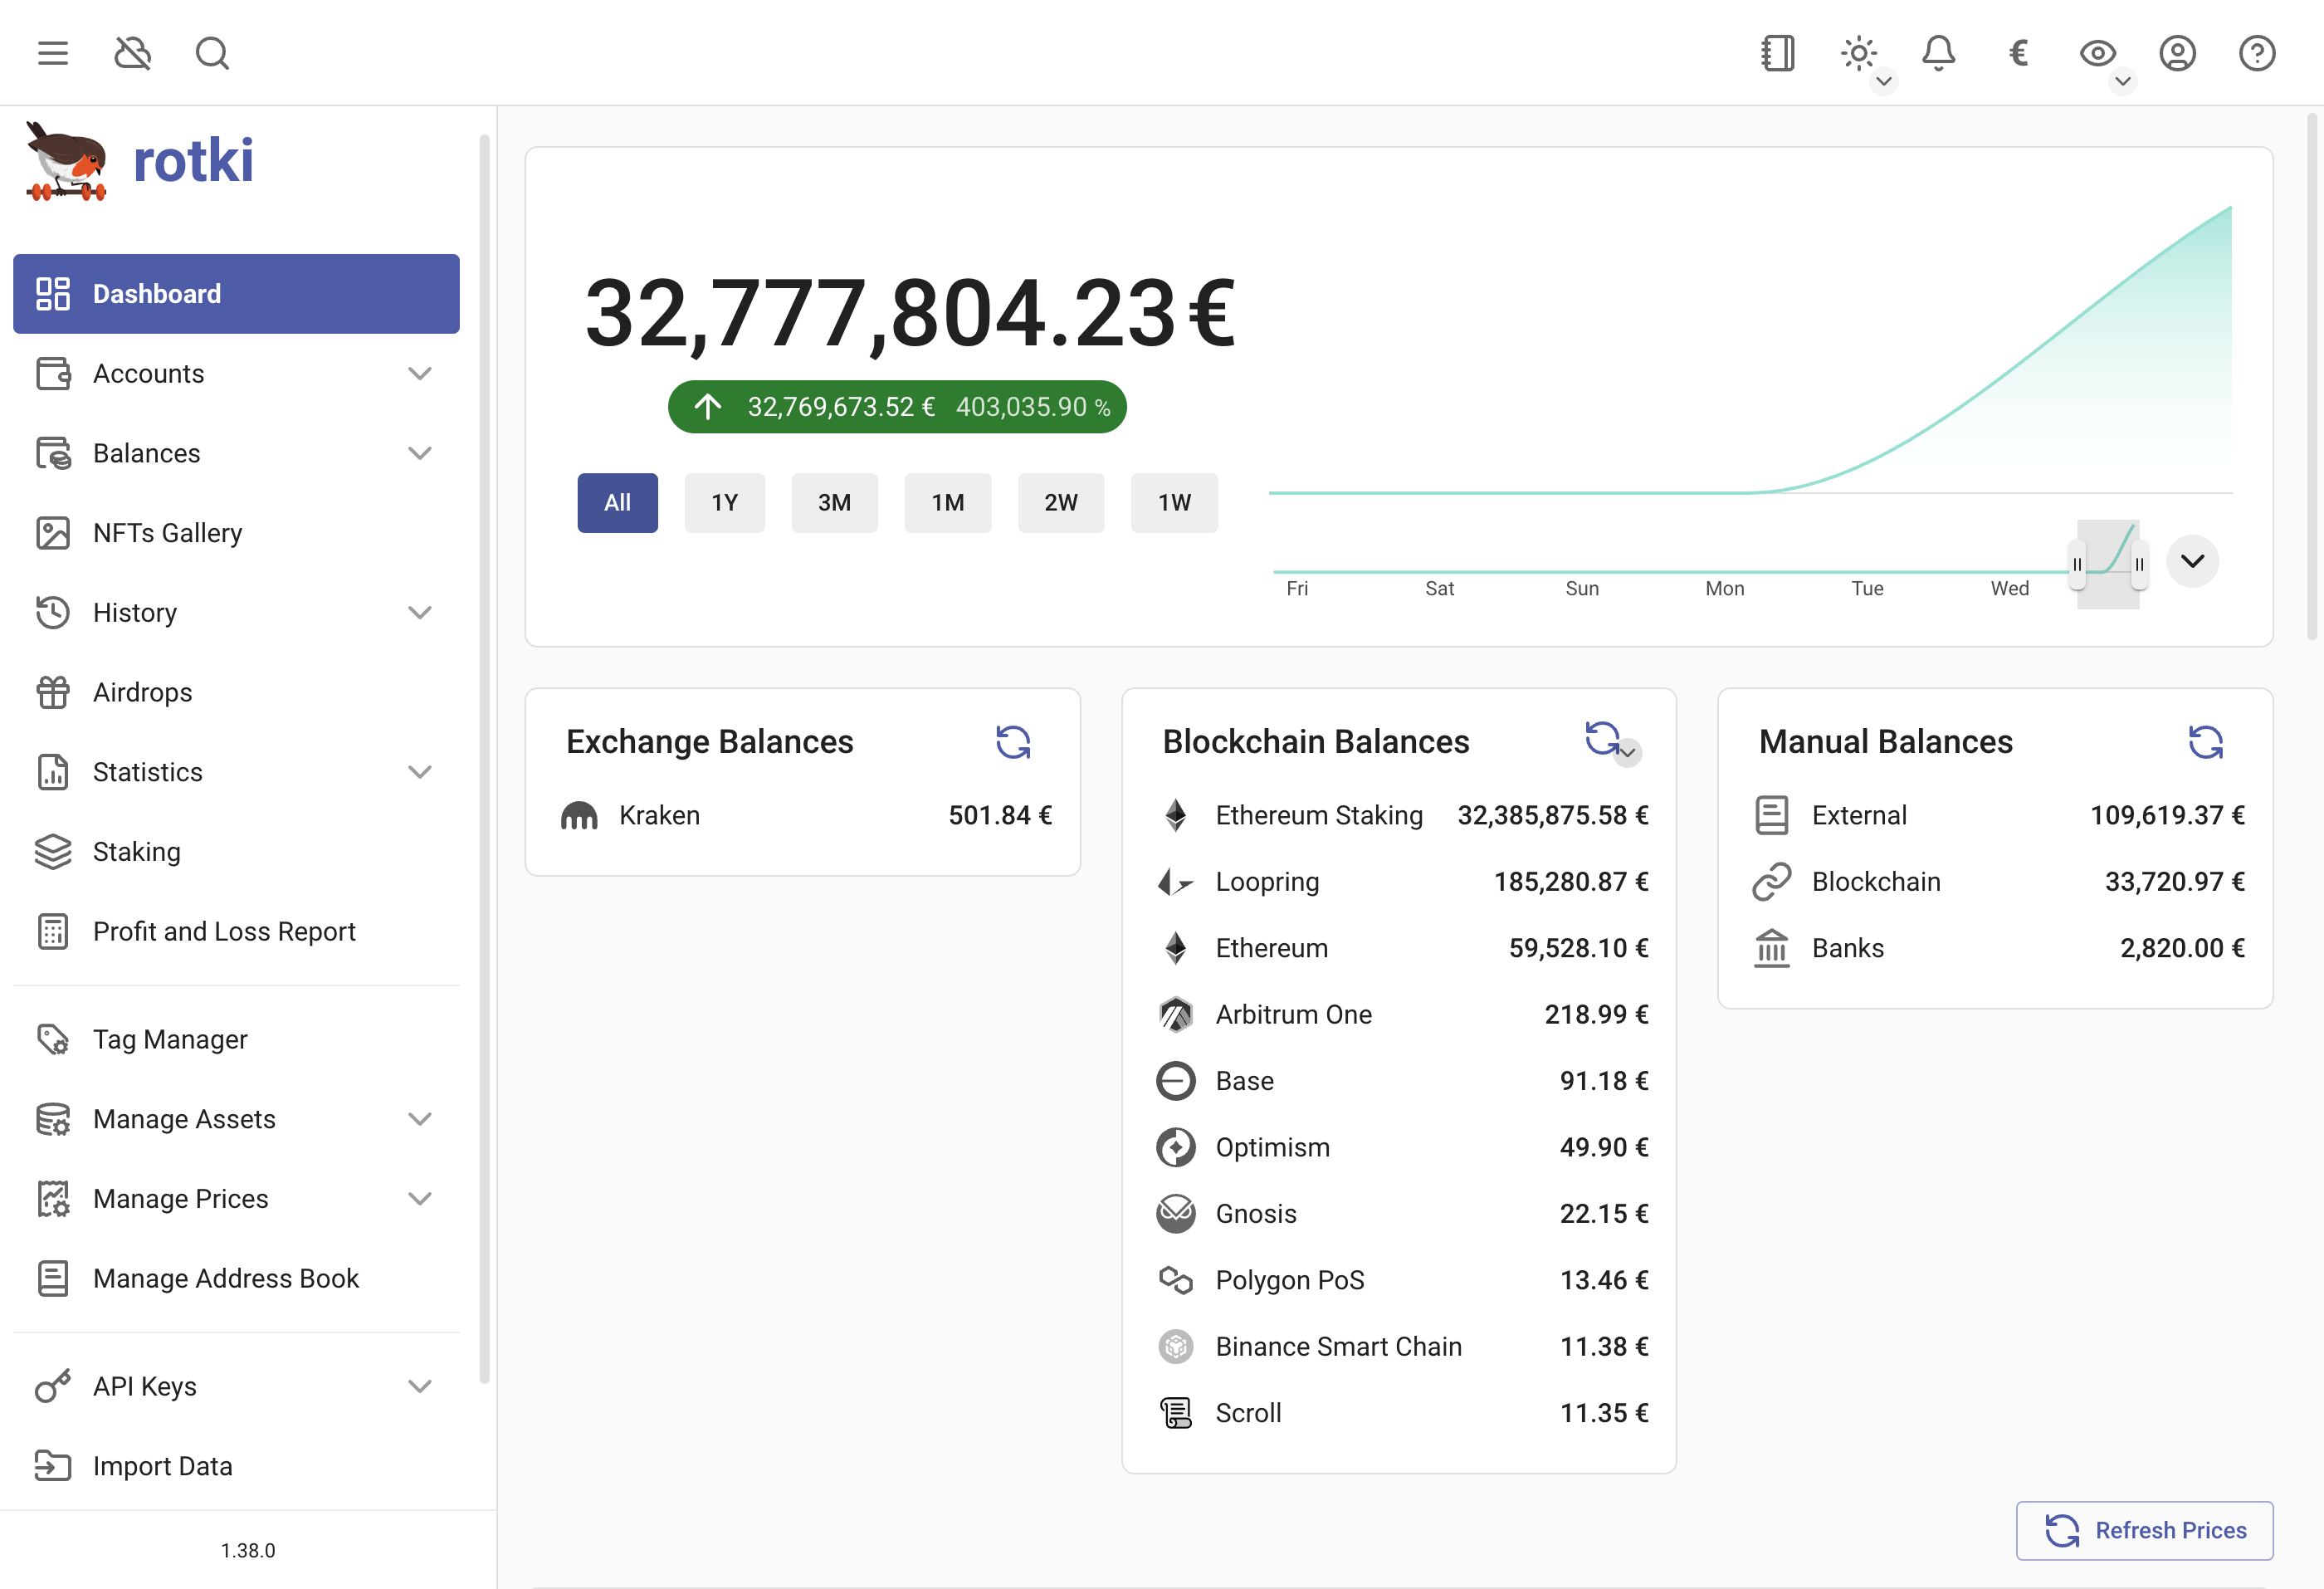 rotki
Dashboard
Accounts
Balances
NFTs Gallery
History
Airdrops
Statistics
Staking
Profit and Loss Report
Tag Manager
Manage Assets
Manage Prices
Manage Address Book
API Keys
Import Data
1.38.0
€
32,777,804.23 €
32,769,673.52 € 403,035.90 %
All 1Y 3M 1M 2W 1W
Fri Sat Sun Mon Tue Wed
Exchange Balances
Kraken 501.84 €
Blockchain Balances
Ethereum Staking 32,385,875.58 €
Loopring 185,280.87 €
Ethereum 59,528.10 €
Arbitrum One 218.99 €
Base 91.18 €
Optimism 49.90 €
Gnosis 22.15 €
Polygon PoS 13.46 €
Binance Smart Chain 11.38 €
Scroll 11.35 €
Manual Balances
External 109,619.37 €
Blockchain 33,720.97 €
Banks 2,820.00 €
Refresh Prices